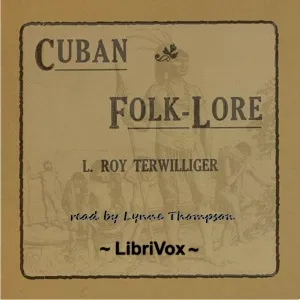 CUBAN
FOLK-LORE
L. ROY TERWILLIGER
read by Lynne Thompson
~ LibriVox ~